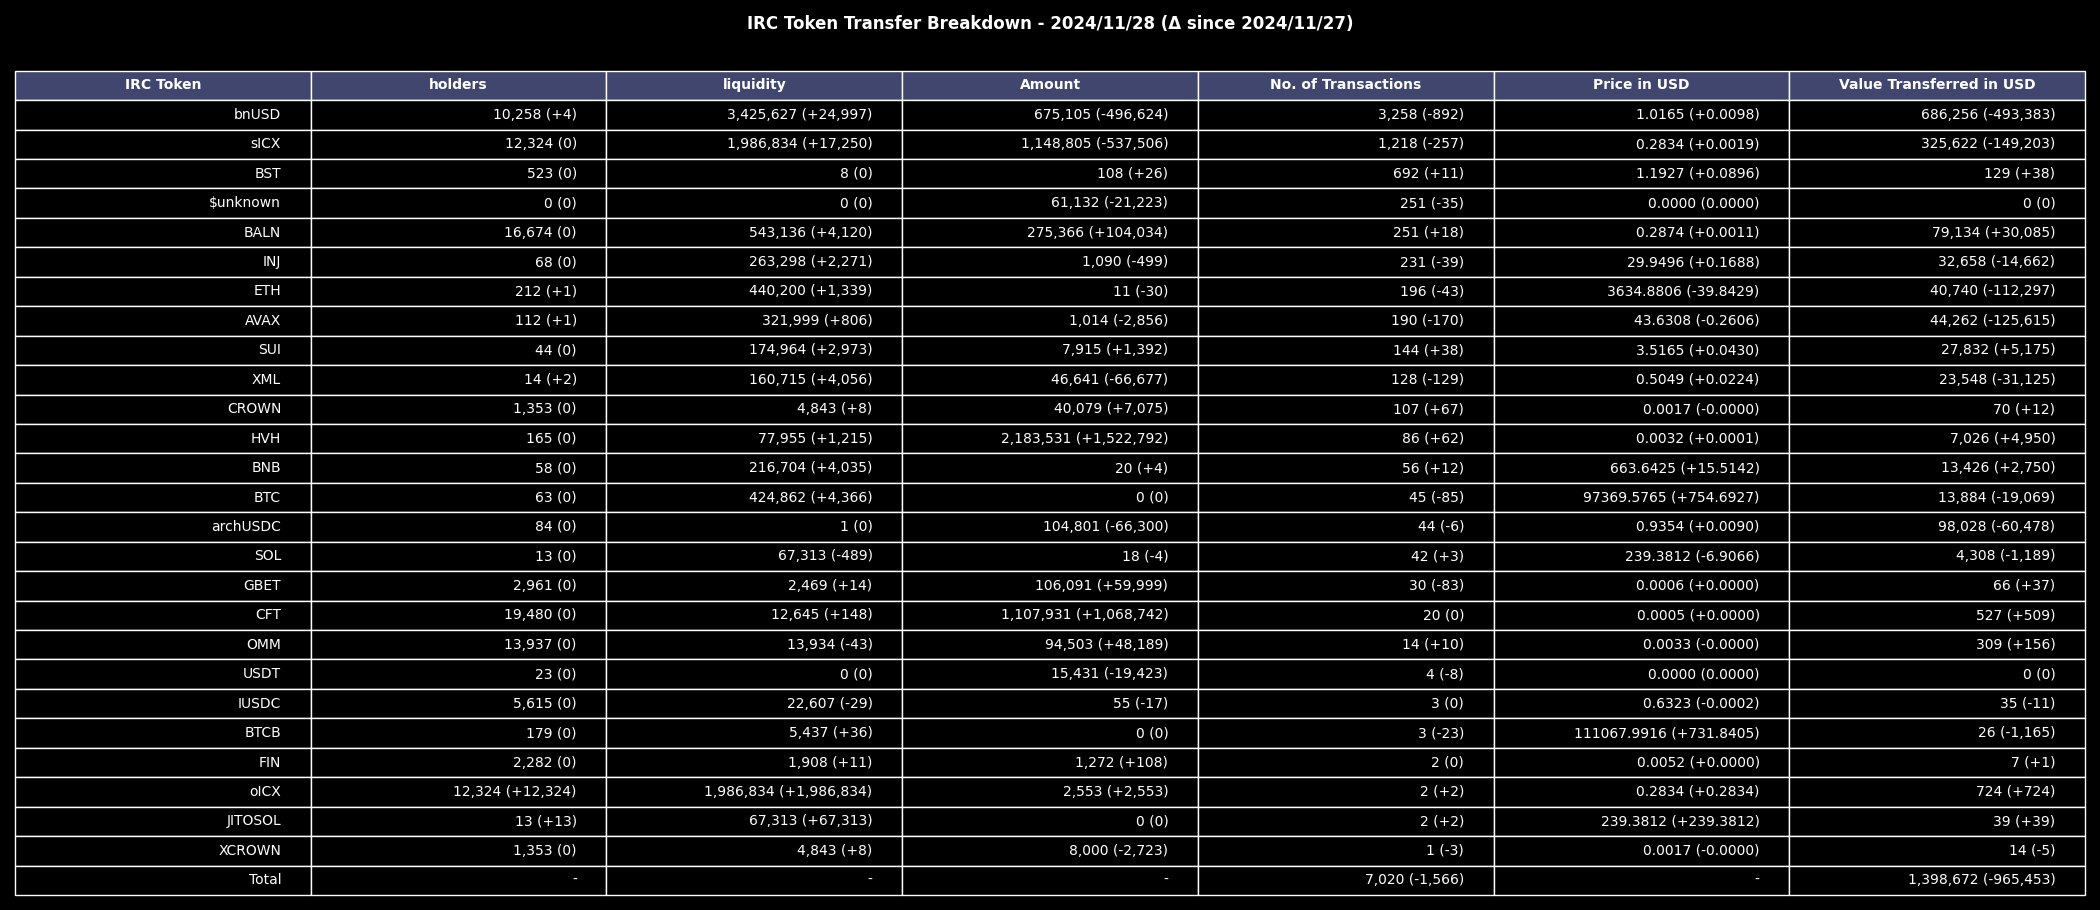 IRC Token Transfer Breakdown - 2024/11/28 (Δ since 2024/11/27)
IRC Token holders liquidity Amount No. of Transactions Price in USD Value Transferred in USD
bnUSD 10,258 (+4) 3,425,627 (+24,997) 675,105 (-496,624) 3,258 (-892) 1.0165 (+0.0098) 686,256 (-493,383)
sICX 12,324 (0) 1,986,834 (+17,250) 1,148,805 (-537,506) 1,218 (-257) 0.2834 (+0.0019) 325,622 (-149,203)
BST 523 (0) 8 (0) 108 (+26) 692 (+11) 1.1927 (+0.0896) 129 (+38)
$unknown 0 (0) 0 (0) 61,132 (-21,223) 251 (-35) 0.0000 (0.0000) 0 (0)
BALN 16,674 (0) 543,136 (+4,120) 275,366 (+104,034) 251 (+18) 0.2874 (+0.0011) 79,134 (+30,085)
INJ 68 (0) 263,298 (+2,271) 1,090 (-499) 231 (-39) 29.9496 (+0.1688) 32,658 (-14,662)
ETH 212 (+1) 440,200 (+1,339) 11 (-30) 196 (-43) 3634.8806 (-39.8429) 40,740 (-112,297)
AVAX 112 (+1) 321,999 (+806) 1,014 (-2,856) 190 (-170) 43.6308 (-0.2606) 44,262 (-125,615)
SUI 44 (0) 174,964 (+2,973) 7,915 (+1,392) 144 (+38) 3.5165 (+0.0430) 27,832 (+5,175)
XML 14 (+2) 160,715 (+4,056) 46,641 (-66,677) 128 (-129) 0.5049 (+0.0224) 23,548 (-31,125)
CROWN 1,353 (0) 4,843 (+8) 40,079 (+7,075) 107 (+67) 0.0017 (-0.0000) 70 (+12)
HVH 165 (0) 77,955 (+1,215) 2,183,531 (+1,522,792) 86 (+62) 0.0032 (+0.0001) 7,026 (+4,950)
BNB 58 (0) 216,704 (+4,035) 20 (+4) 56 (+12) 663.6425 (+15.5142) 13,426 (+2,750)
BTC 63 (0) 424,862 (+4,366) 0 (0) 45 (-85) 97369.5765 (+754.6927) 13,884 (-19,069)
archUSDC 84 (0) 1 (0) 104,801 (-66,300) 44 (-6) 0.9354 (+0.0090) 98,028 (-60,478)
SOL 13 (0) 67,313 (-489) 18 (-4) 42 (+3) 239.3812 (-6.9066) 4,308 (-1,189)
GBET 2,961 (0) 2,469 (+14) 106,091 (+59,999) 30 (-83) 0.0006 (+0.0000) 66 (+37)
CFT 19,480 (0) 12,645 (+148) 1,107,931 (+1,068,742) 20 (0) 0.0005 (+0.0000) 527 (+509)
OMM 13,937 (0) 13,934 (-43) 94,503 (+48,189) 14 (+10) 0.0033 (-0.0000) 309 (+156)
USDT 23 (0) 0 (0) 15,431 (-19,423) 4 (-8) 0.0000 (0.0000) 0 (0)
IUSDC 5,615 (0) 22,607 (-29) 55 (-17) 3 (0) 0.6323 (-0.0002) 35 (-11)
BTCB 179 (0) 5,437 (+36) 0 (0) 3 (-23) 111067.9916 (+731.8405) 26 (-1,165)
FIN 2,282 (0) 1,908 (+11) 1,272 (+108) 2 (0) 0.0052 (+0.0000) 7 (+1)
oICX 12,324 (+12,324) 1,986,834 (+1,986,834) 2,553 (+2,553) 2 (+2) 0.2834 (+0.2834) 724 (+724)
JITOSOL 13 (+13) 67,313 (+67,313) 0 (0) 2 (+2) 239.3812 (+239.3812) 39 (+39)
XCROWN 1,353 (0) 4,843 (+8) 8,000 (-2,723) 1 (-3) 0.0017 (-0.0000) 14 (-5)
Total - - - 7,020 (-1,566) - 1,398,672 (-965,453)